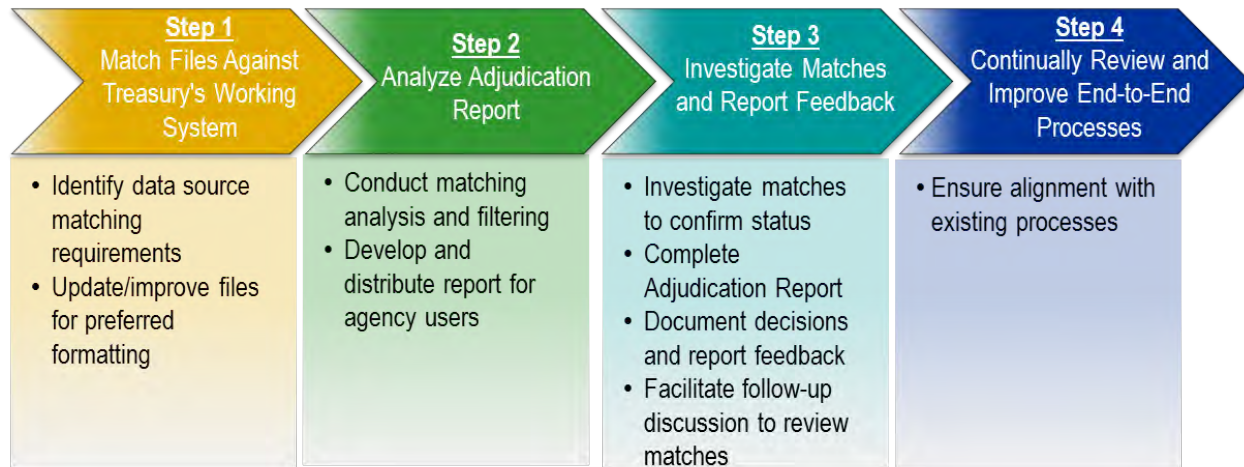 Step 1
Match Files Against
Treasury's Working
System
• Identify data source
matching
requirements
• Update/improve files
for preferred
formatting
Step 2
Analyze Adjudication
Report
• Conduct matching
analysis and filtering
• Develop and
distribute report for
agency users
Step 3
Investigate Matches
and Report Feedback
• Investigate matches
to confirm status
• Complete
Adjudication Report
• Document decisions
and report feedback
• Facilitate follow-up
discussion to review
matches
Step 4
Continually Review and
Improve End-to-End
Processes
• Ensure alignment with
existing processes